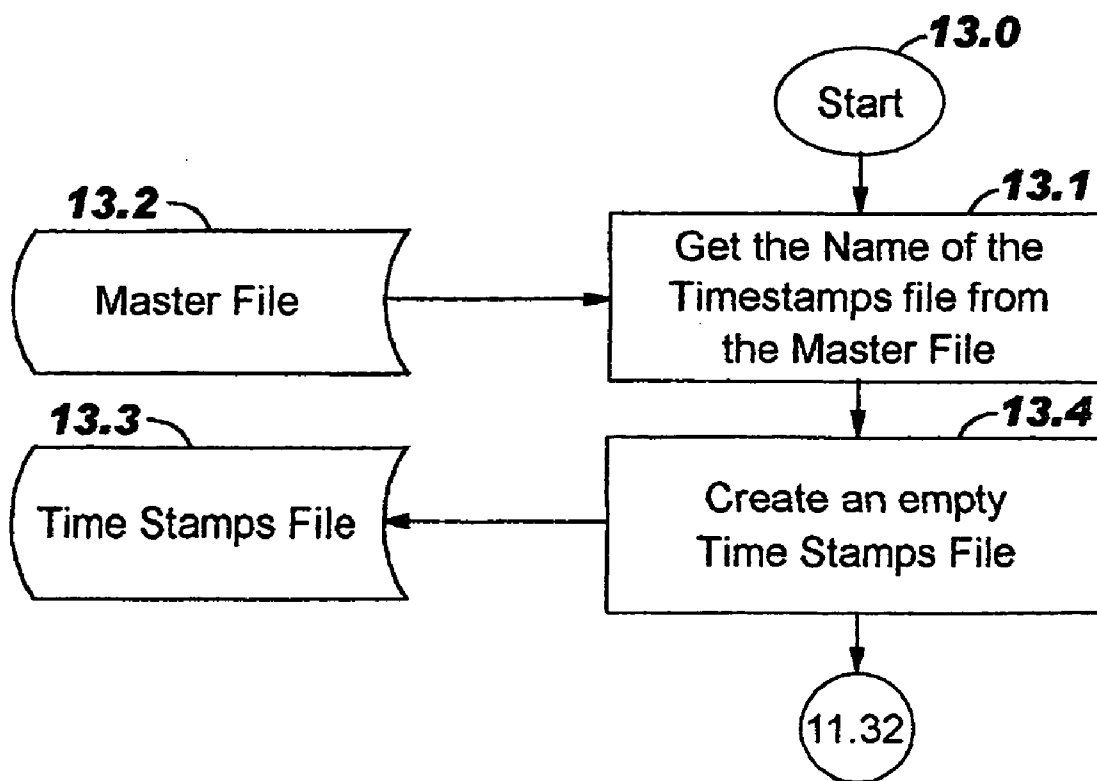 13.0
Start
13.1
Get the Name of the
Timestamps file from
the Master File
13.2
Master File
13.4
Create an empty
Time Stamps File
13.3
Time Stamps File
11.32